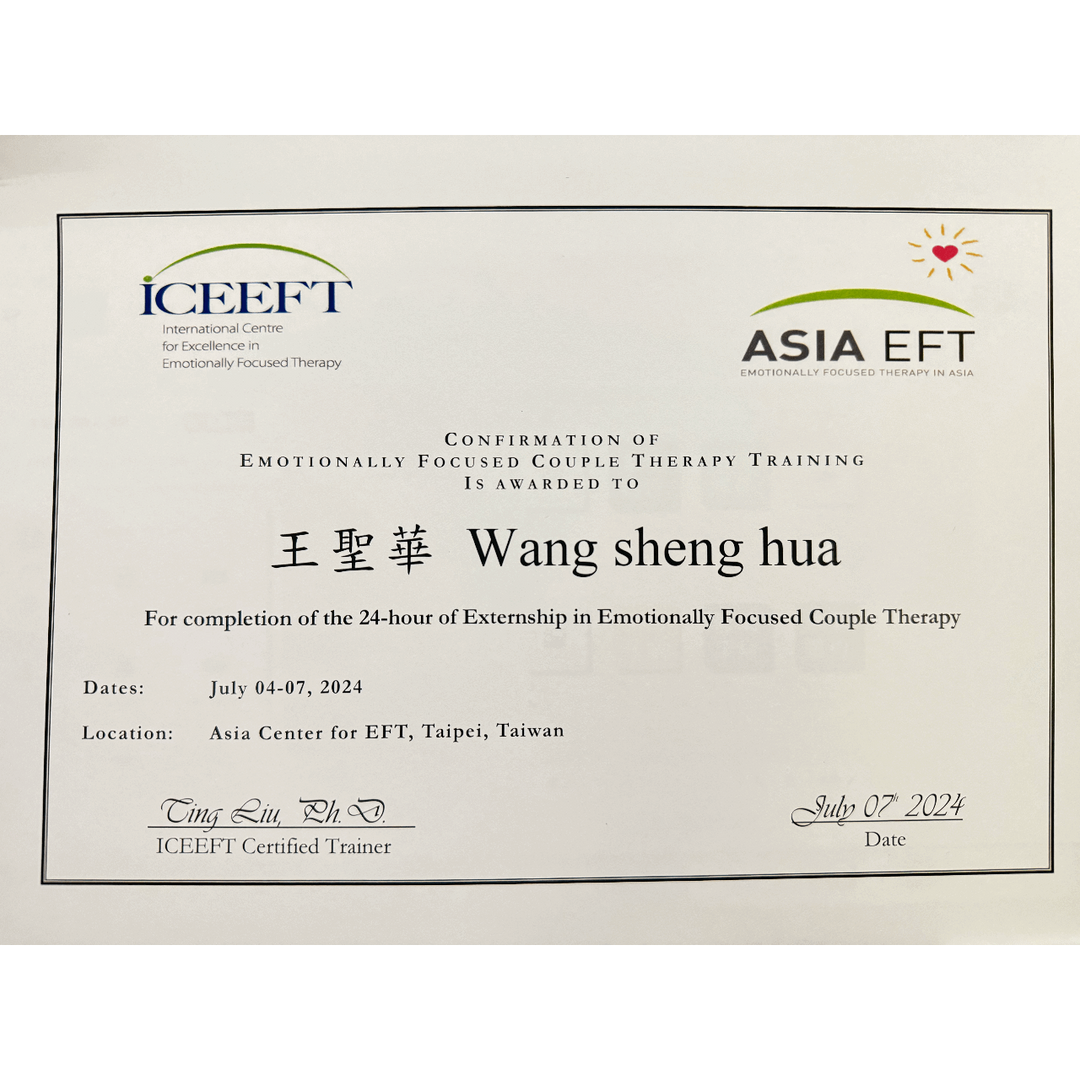 iCEEFT
International Centre
for Excellence in
Emotionally Focused Therapy
ASIA EFT
EMOTIONALLY FOCUSED THERAPY IN ASIA
CONFIRMATION OF
EMOTIONALLY FOCUSED COUPLE THERAPY TRAINING
IS AWARDED TO
王聖華 Wang sheng hua
For completion of the 24-hour of Externship in Emotionally Focused Couple Therapy
Dates: July 04-07, 2024
Location: Asia Center for EFT, Taipei, Taiwan
Ting Liu, Ph.D.
ICEEFT Certified Trainer
July 07th 2024
Date